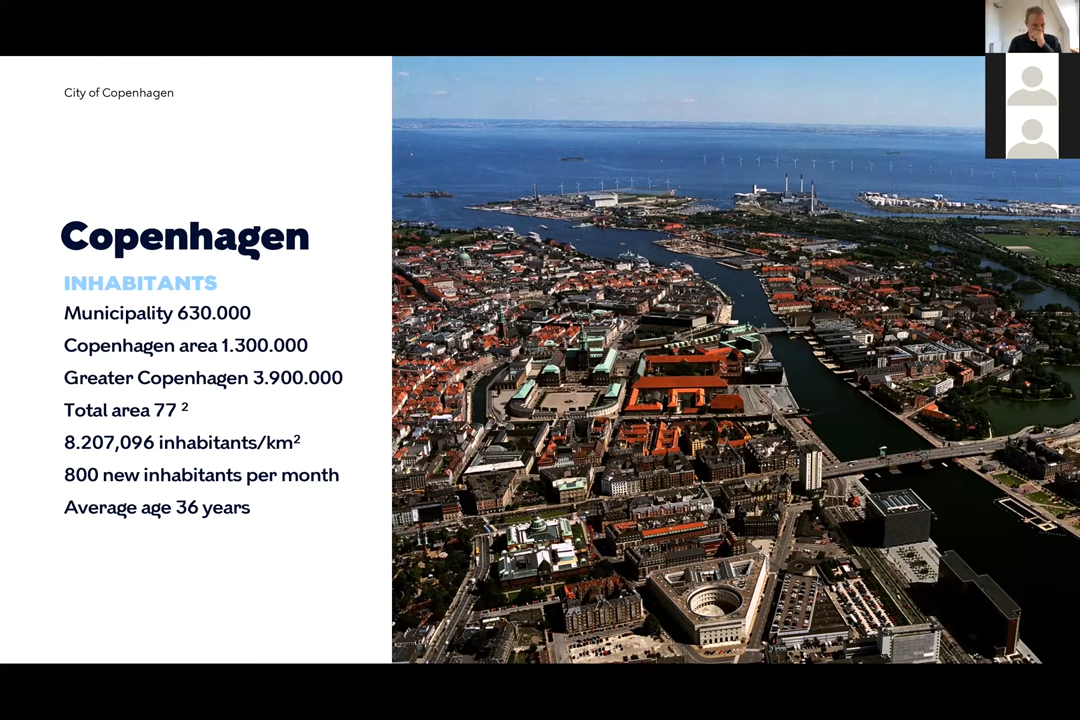 City of Copenhagen
Copenhagen
INHABITANTS
Municipality 630.000
Copenhagen area 1.300.000
Greater Copenhagen 3.900.000
Total area 77 ²
8.207,096 inhabitants/km²
800 new inhabitants per month
Average age 36 years